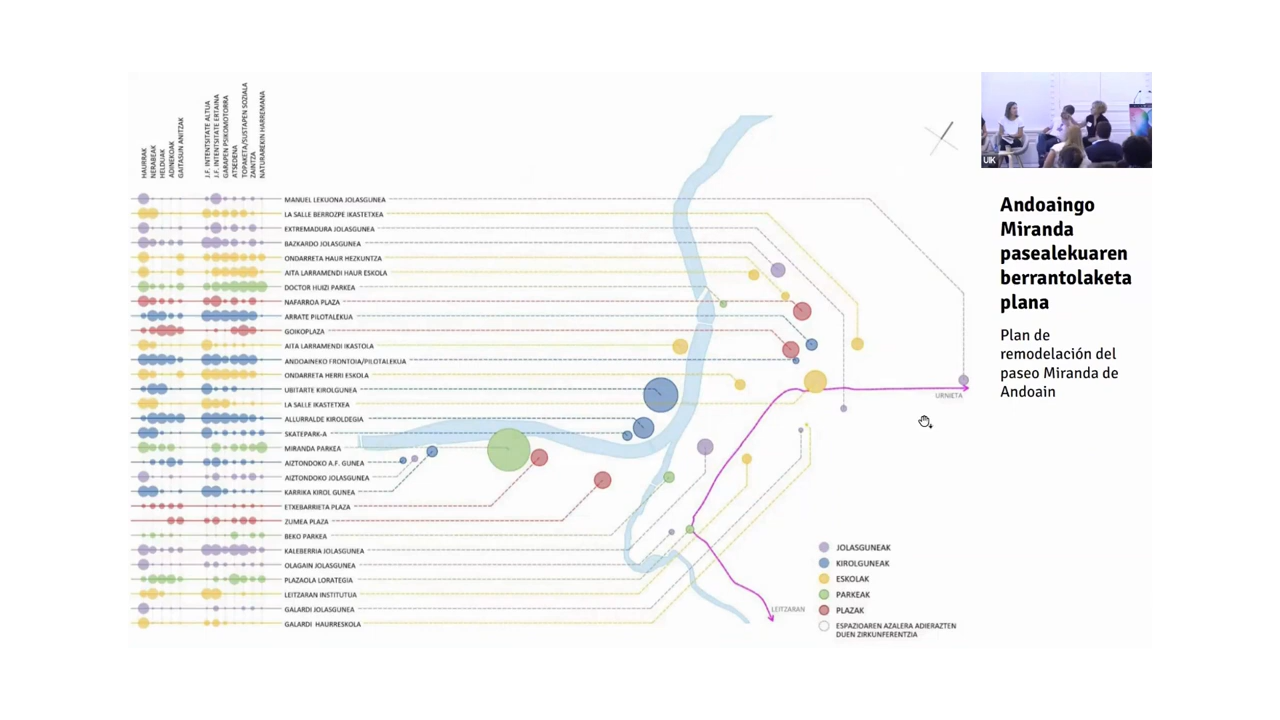 HAURRAK
NERABEAK
HELDUAK
ADINEKOAK
GAITASUN ANITZAK
J.F. INTENTSITATE ALTUA
J.F. INTENTSITATE ERTAINA
GARAPEN PSIKOMOTORRA
ATSEDENA
TOPAKETA/SUSTAPEN SOZIALA
ZAINTZA
NATURAREKIN HARREMANA
MANUEL LEKUONA JOLASGUNEA
LA SALLE BERROZPE IKASTETXEA
EXTREMADURA JOLASGUNEA
BAZKARDO JOLASGUNEA
ONDARRETA HAUR HEZKUNTZA
AITA LARRAMENDI HAUR ESKOLA
DOCTOR HUIZI PARKEA
NAFARROA PLAZA
ARRATE PILOTALEKUA
GOIKOPLAZA
AITA LARRAMENDI IKASTOLA
ANDOAINEKO FRONTOIA/PILOTALEKUA
ONDARRETA HERRI ESKOLA
UBITARTE KIROLGUNEA
LA SALLE IKASTETXEA
ALLURRALDE KIROLDEGIA
SKATEPARK-A
MIRANDA PARKEA
AIZTONDOKO A.F. GUNEA
AIZTONDOKO JOLASGUNEA
KARRIKA KIROL GUNEA
ETXEBARRIETA PLAZA
ZUMEA PLAZA
BEKO PARKEA
KALEBERRIA JOLASGUNEA
OLAGAIN JOLASGUNEA
PLAZAOLA LORATEGIA
LEITZARAN INSTITUTUA
GALARDI JOLASGUNEA
GALARDI HAURRESKOLA
URNIETA
LEITZARAN
JOLASGUNEAK
KIROLGUNEAK
ESKOLAK
PARKEAK
PLAZAK
ESPAZIOAREN AZALERA ADIERAZTEN
DUEN ZIRKUNFERENTZIA
UIK
Andoaingo
Miranda
pasealekuaren
berrantolaketa
plana
Plan de
remodelación del
paseo Miranda de
Andoain